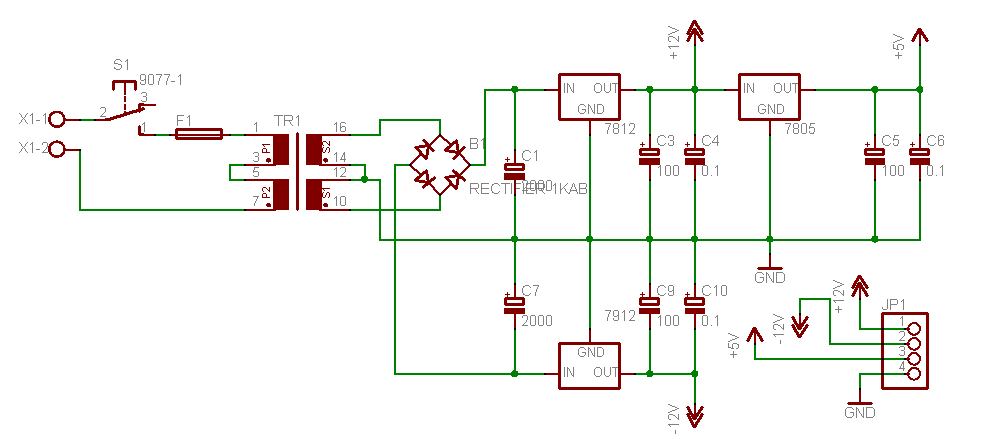 S1
9077-1
3
X1-1
2
1
X1-2
F1
1
TR1
16
P1
S2
3
14
5
12
P2
S1
7
10
B1
RECTIFIER-1KAB
+
C1
2000
IN
OUT
GND
7812
+12V
+
C3
100
+
C4
0.1
IN
OUT
GND
7805
+5V
+
C5
100
+
C6
0.1
GND
+
C7
2000
+
C9
7912
100
+
C10
0.1
GND
IN
OUT
-12V
+5V
-12V
+12V
JP1
1
2
3
4
GND